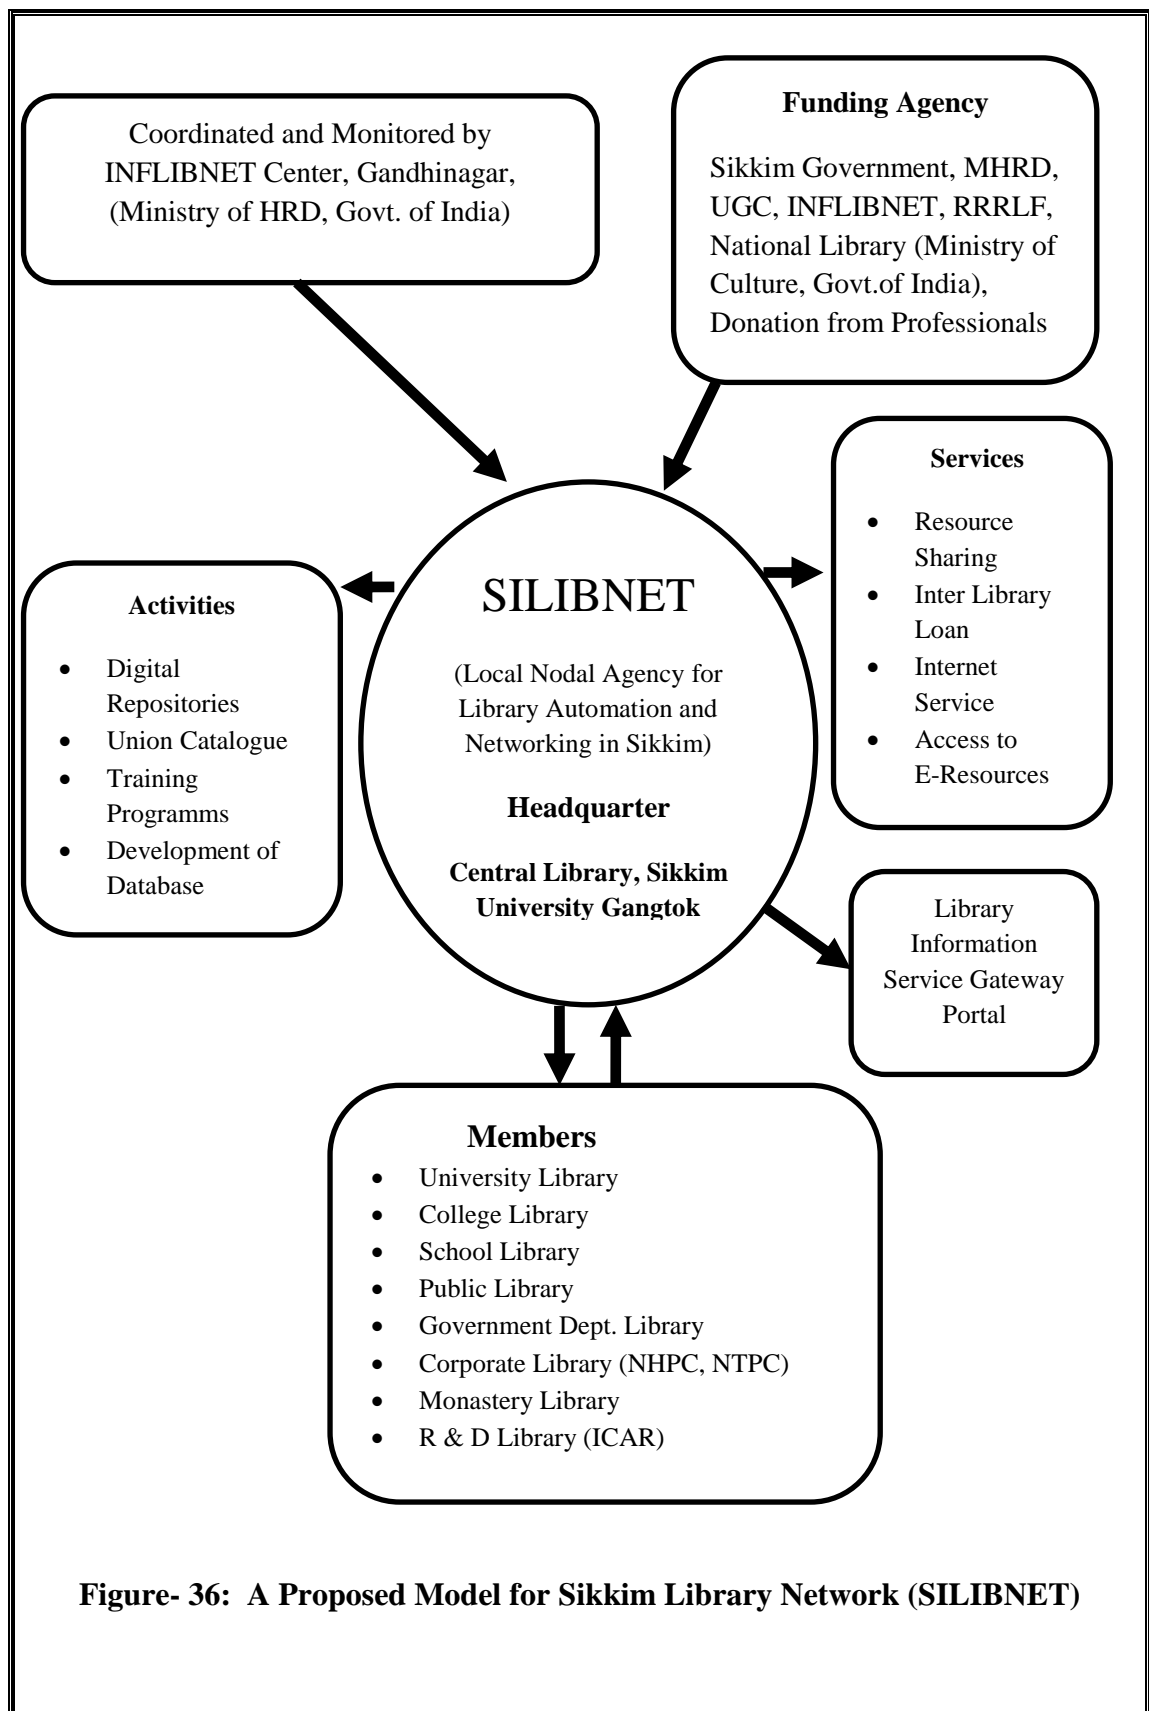 Coordinated and Monitored by
INFLIBNET Center, Gandhinagar,
(Ministry of HRD, Govt. of India)
Funding Agency
Sikkim Government, MHRD,
UGC, INFLIBNET, RRRLF,
National Library (Ministry of
Culture, Govt.of India),
Donation from Professionals
Services
• Resource
Sharing
• Inter Library
Loan
• Internet
Service
• Access to
E-Resources
Activities
• Digital
Repositories
• Union Catalogue
• Training
Programms
• Development of
Database
SILIBNET
(Local Nodal Agency for
Library Automation and
Networking in Sikkim)
Headquarter
Central Library, Sikkim
University Gangtok
Library
Information
Service Gateway
Portal
Members
• University Library
• College Library
• School Library
• Public Library
• Government Dept. Library
• Corporate Library (NHPC, NTPC)
• Monastery Library
• R & D Library (ICAR)
Figure- 36: A Proposed Model for Sikkim Library Network (SILIBNET)